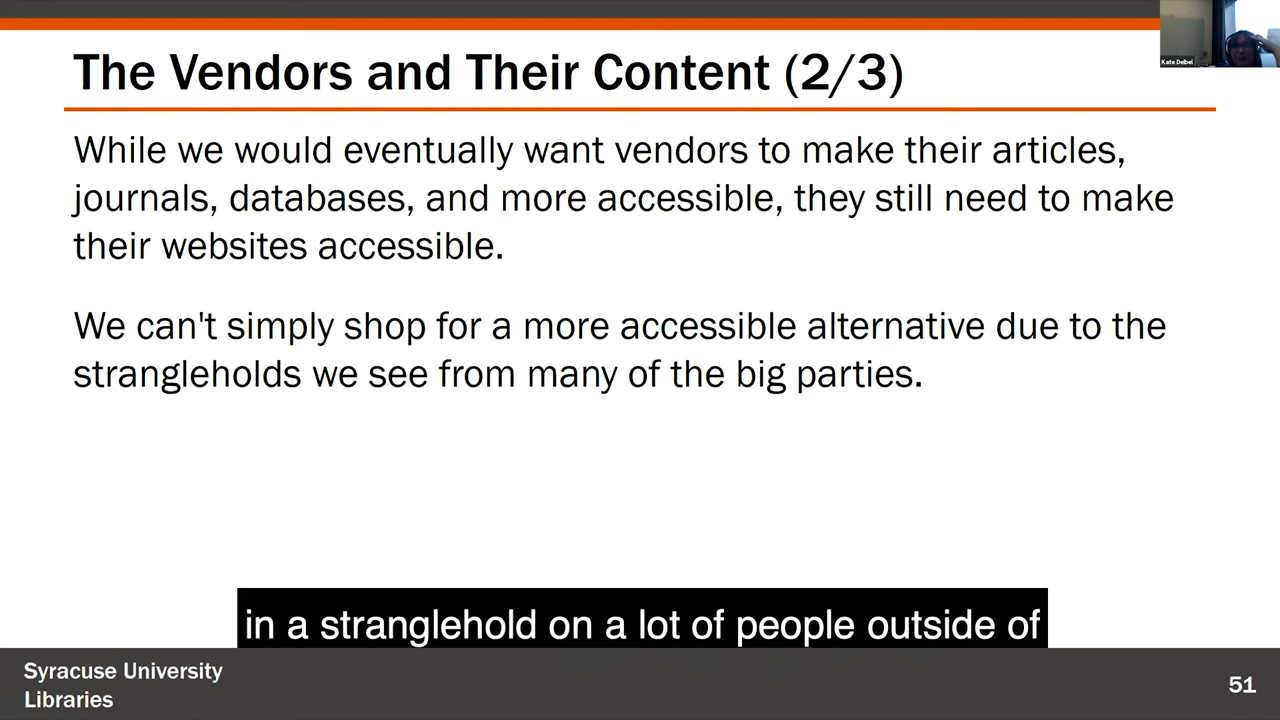 The Vendors and Their Content (2/3)
Kate Deibel
While we would eventually want vendors to make their articles,
journals, databases, and more accessible, they still need to make
their websites accessible.
We can't simply shop for a more accessible alternative due to the
strangleholds we see from many of the big parties.
in a stranglehold on a lot of people outside of
Syracuse University
Libraries
51